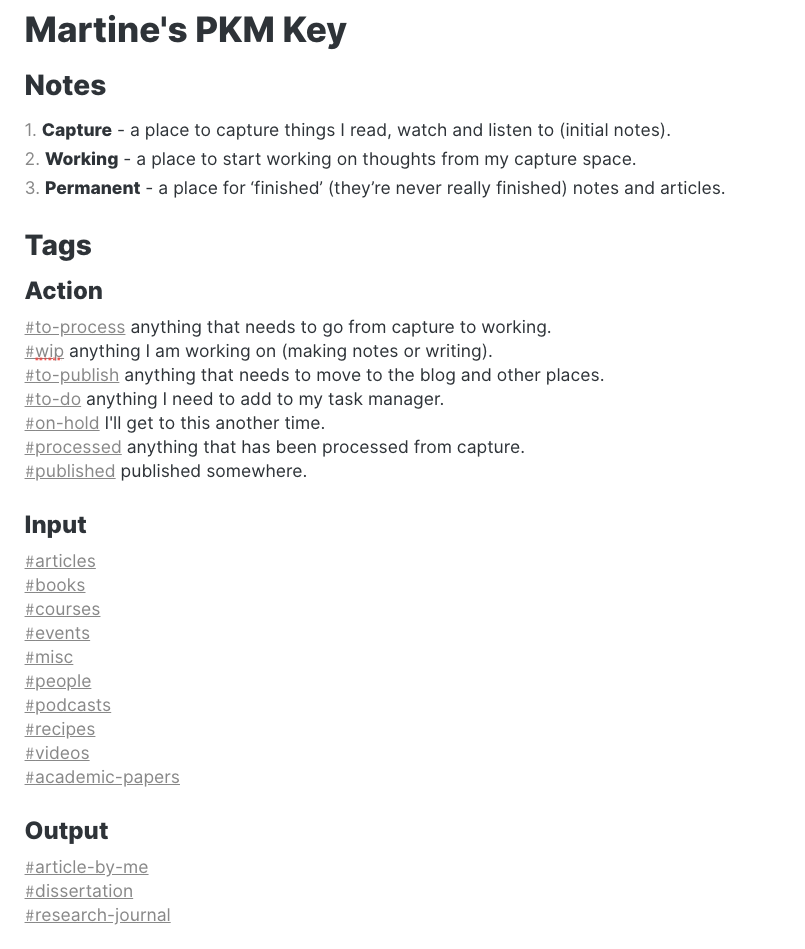 Martine's PKM Key
Notes
1. Capture - a place to capture things I read, watch and listen to (initial notes).
2. Working - a place to start working on thoughts from my capture space.
3. Permanent - a place for ‘finished’ (they’re never really finished) notes and articles.
Tags
Action
#to-process anything that needs to go from capture to working.
#wip anything I am working on (making notes or writing).
#to-publish anything that needs to move to the blog and other places.
#to-do anything I need to add to my task manager.
#on-hold I'll get to this another time.
#processed anything that has been processed from capture.
#published published somewhere.
Input
#articles
#books
#courses
#events
#misc
#people
#podcasts
#recipes
#videos
#academic-papers
Output
#article-by-me
#dissertation
#research-journal